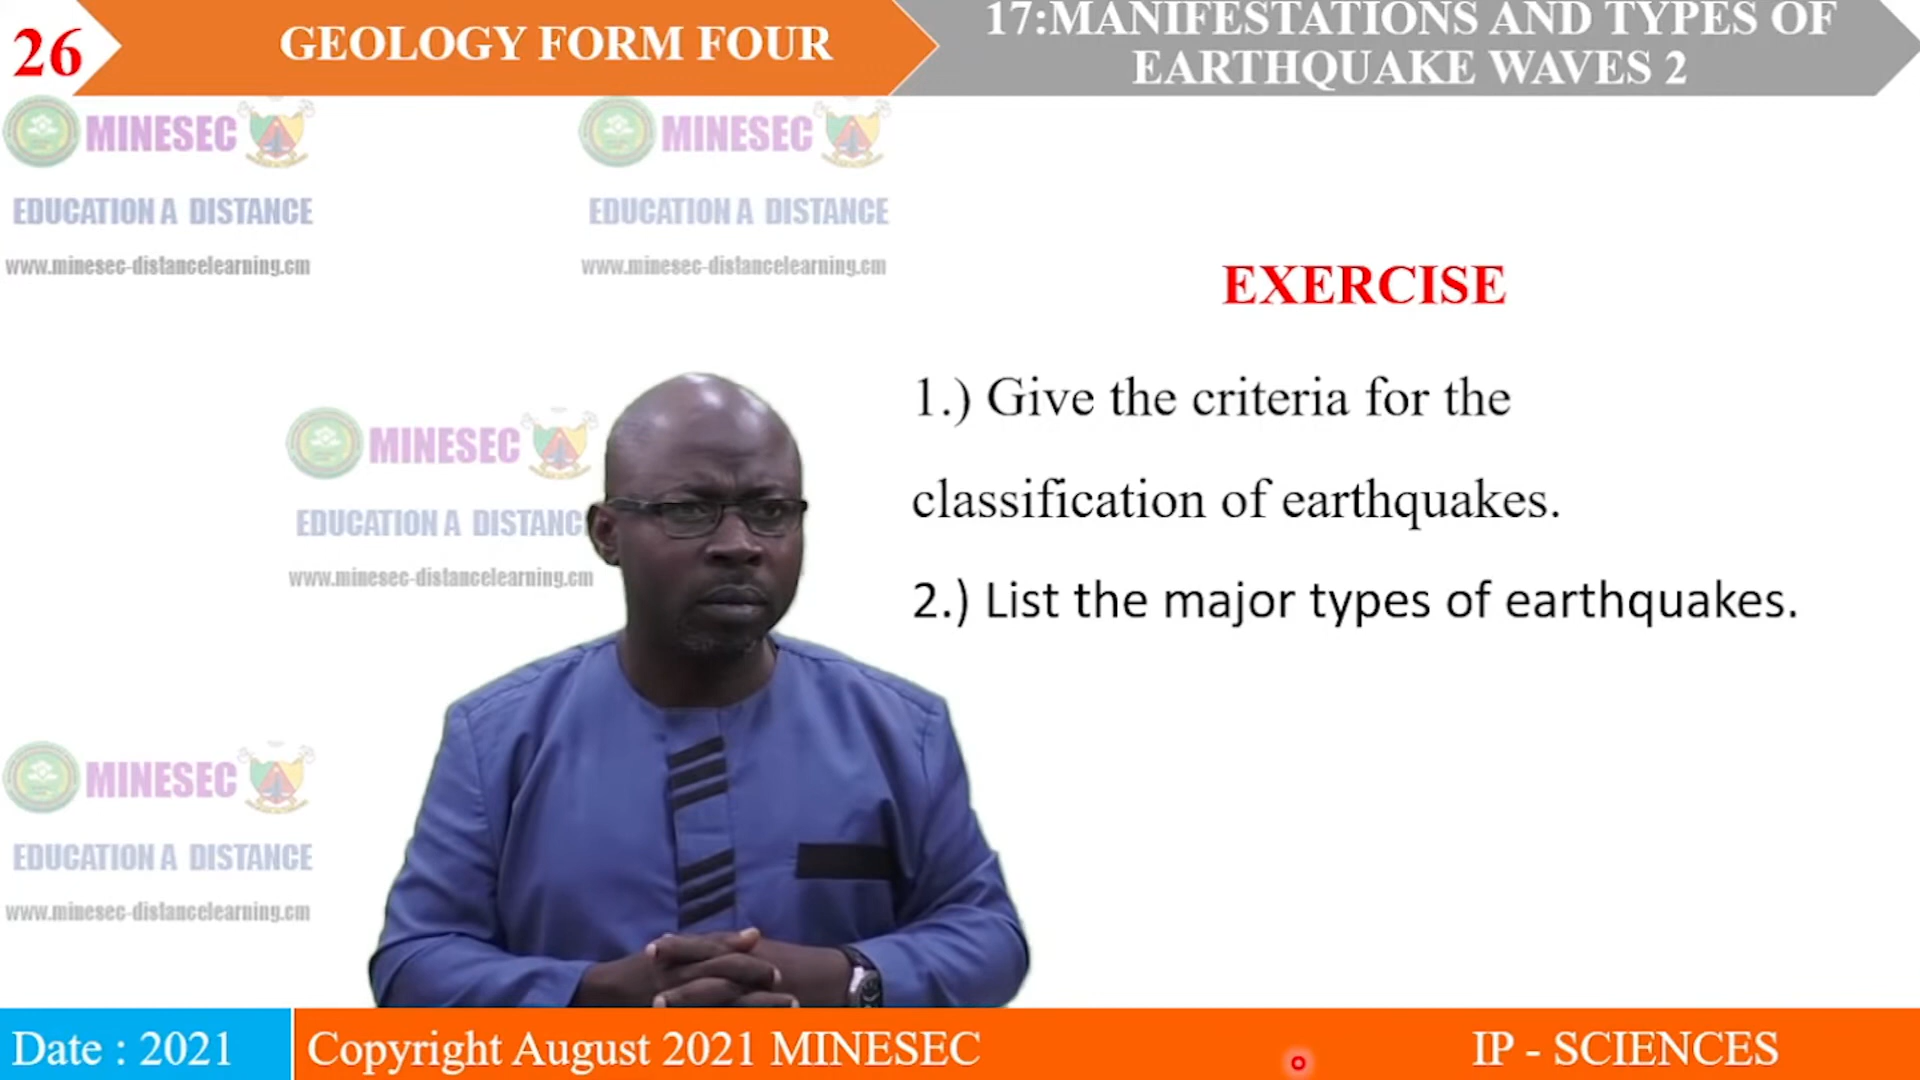 26
GEOLOGY FORM FOUR
17:MANIFESTATIONS AND TYPES OF
EARTHQUAKE WAVES 2
MINESEC
EDUCATION A DISTANCE
www.minesec-distancelearning.cm
MINESEC
EDUCATION A DISTANCE
www.minesec-distancelearning.cm
EXERCISE
1.) Give the criteria for the
classification of earthquakes.
2.) List the major types of earthquakes.
MINESEC
EDUCATION A DISTANC
www.minesec-distancelearning.cm
MINESEC
EDUCATION A DISTANCE
www.minesec-distancelearning.cm
Date : 2021
Copyright August 2021 MINESEC
IP - SCIENCES